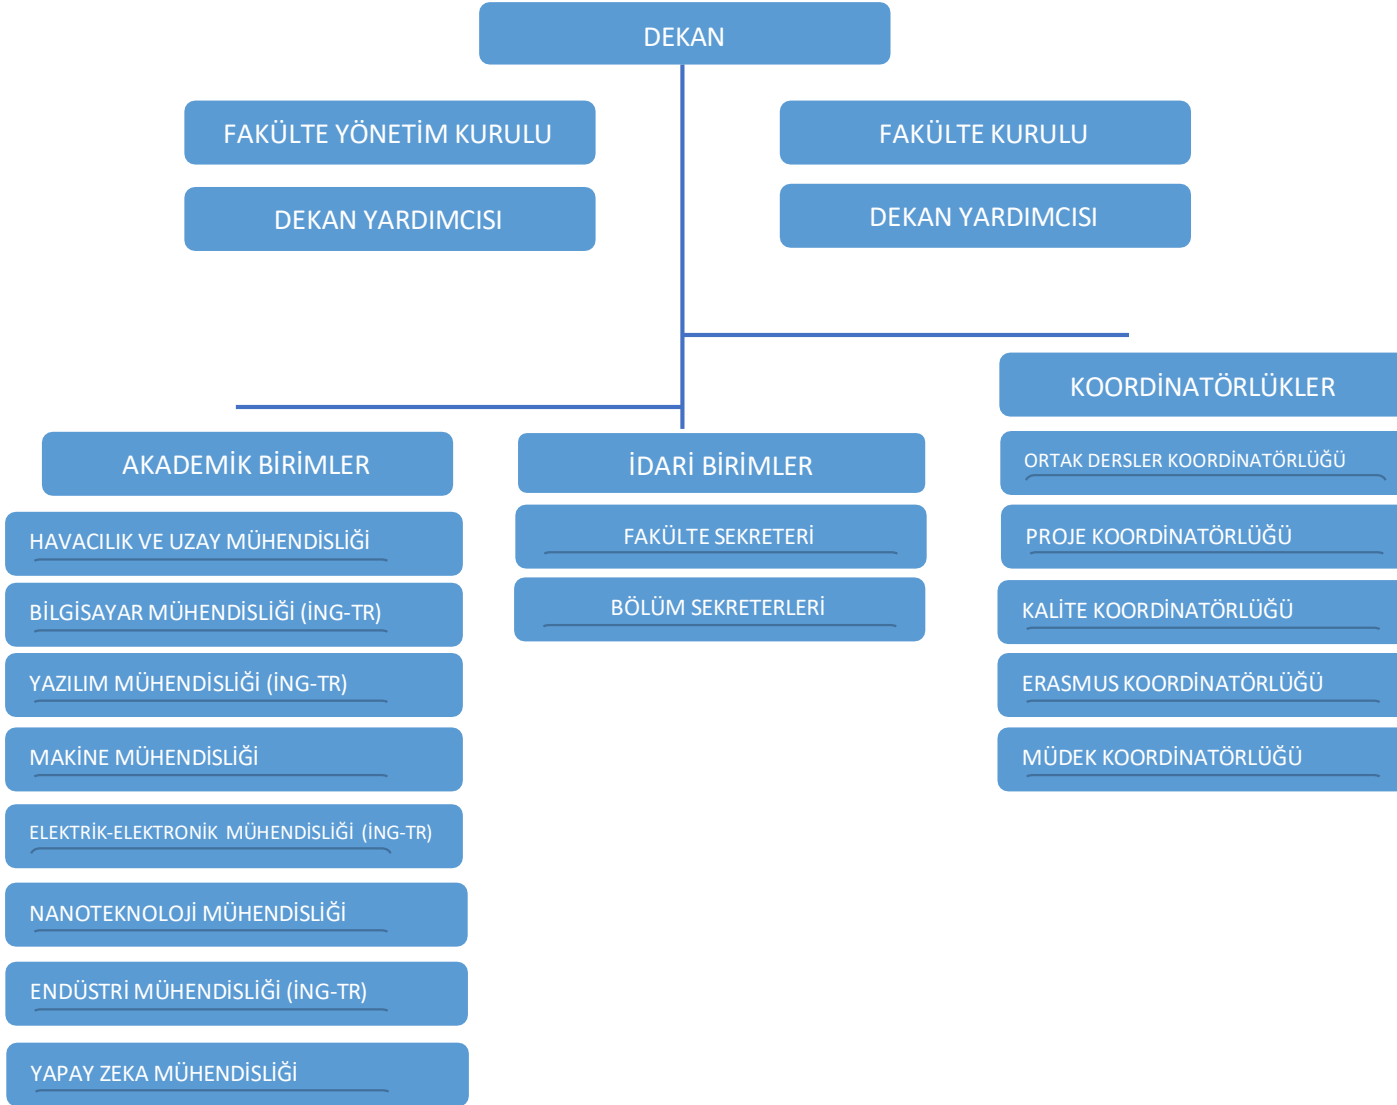 DEKAN
FAKÜLTE YÖNETİM KURULU
FAKÜLTE KURULU
DEKAN YARDIMCISI
DEKAN YARDIMCISI
AKADEMİK BİRİMLER
HAVACILIK VE UZAY MÜHENDİSLİĞİ
BİLGİSAYAR MÜHENDİSLİĞİ (İNG-TR)
YAZILIM MÜHENDİSLİĞİ (İNG-TR)
MAKİNE MÜHENDİSLİĞİ
ELEKTRİK-ELEKTRONİK MÜHENDİSLİĞİ (İNG-TR)
NANOTEKNOLOJİ MÜHENDİSLİĞİ
ENDÜSTRİ MÜHENDİSLİĞİ (İNG-TR)
YAPAY ZEKA MÜHENDİSLİĞİ
İDARİ BİRİMLER
FAKÜLTE SEKRETERİ
BÖLÜM SEKRETERLERİ
KOORDİNATÖRLÜKLER
ORTAK DERSLER KOORDİNATÖRLÜĞÜ
PROJE KOORDİNATÖRLÜĞÜ
KALİTE KOORDİNATÖRLÜĞÜ
ERASMUS KOORDİNATÖRLÜĞÜ
MÜDEK KOORDİNATÖRLÜĞÜ